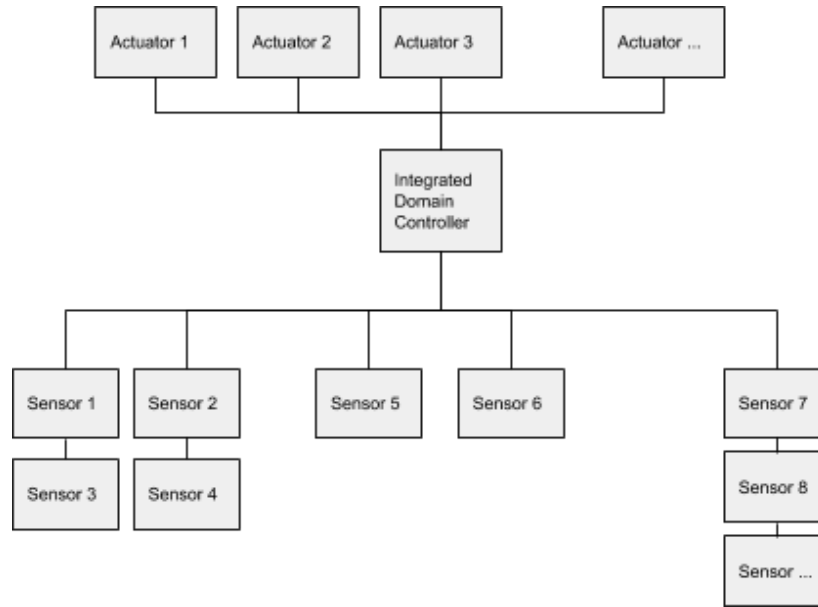 Actuator 1
Actuator 2
Actuator 3
Actuator ...
Integrated
Domain
Controller
Sensor 1
Sensor 2
Sensor 5
Sensor 6
Sensor 7
Sensor 3
Sensor 4
Sensor 8
Sensor ...